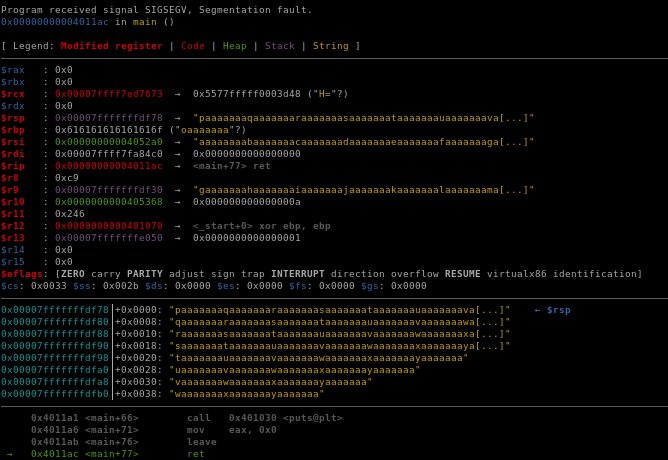 Program received signal SIGSEGV, Segmentation fault.
0x00000000004011ac in main ()
[ Legend: Modified register | Code | Heap | Stack | String ]
$rax   : 0x0
$rbx   : 0x0
$rcx   : 0x00007ffff7ed7673  →  0x5577fffff0003d48 ("H="?)
$rdx   : 0x0
$rsp   : 0x00007fffffffdf78  →  "paaaaaaaqaaaaaaaraaaaaaasaaaaaaataaaaaaauaaaaaaava[...]"
$rbp   : 0x616161616161616f ("oaaaaaaa"?)
$rsi   : 0x00000000004052a0  →  "aaaaaaaabaaaaaaacaaaaaaadaaaaaaaeaaaaaaafaaaaaaaga[...]"
$rdi   : 0x00007ffff7fa84c0  →  0x0000000000000000
$rip   : 0x00000000004011ac  →  <main+77> ret
$r8    : 0xc9
$r9    : 0x00007fffffffdf30  →  "gaaaaaaahaaaaaaaiaaaaaaajaaaaaaakaaaaaaalaaaaaaama[...]"
$r10   : 0x0000000000405368  →  0x000000000000000a
$r11   : 0x246
$r12   : 0x0000000000401070  →  <_start+0> xor ebp, ebp
$r13   : 0x00007fffffffe050  →  0x0000000000000001
$r14   : 0x0
$r15   : 0x0
$eflags: [ZERO carry PARITY adjust sign trap INTERRUPT direction overflow RESUME virtualx86 identification]
$cs: 0x0033 $ss: 0x002b $ds: 0x0000 $es: 0x0000 $fs: 0x0000 $gs: 0x0000
0x00007fffffffdf78│+0x0000: "paaaaaaaqaaaaaaaraaaaaaasaaaaaaataaaaaaauaaaaaaava[...]"    ← $rsp
0x00007fffffffdf80│+0x0008: "qaaaaaaaraaaaaaasaaaaaaataaaaaaauaaaaaaavaaaaaaawa[...]"
0x00007fffffffdf88│+0x0010: "raaaaaaasaaaaaaataaaaaaauaaaaaaavaaaaaaawaaaaaaaxa[...]"
0x00007fffffffdf90│+0x0018: "saaaaaaataaaaaaauaaaaaaavaaaaaaawaaaaaaaxaaaaaaaya[...]"
0x00007fffffffdf98│+0x0020: "taaaaaaauaaaaaaavaaaaaaawaaaaaaaxaaaaaaayaaaaaaa"
0x00007fffffffdfa0│+0x0028: "uaaaaaaavaaaaaaawaaaaaaaxaaaaaaayaaaaaaa"
0x00007fffffffdfa8│+0x0030: "vaaaaaaawaaaaaaaxaaaaaaayaaaaaaa"
0x00007fffffffdfb0│+0x0038: "waaaaaaaxaaaaaaayaaaaaaa"
0x4011a1 <main+66>        call   0x401030 <puts@plt>
0x4011a6 <main+71>        mov    eax, 0x0
0x4011ab <main+76>        leave
→   0x4011ac <main+77>        ret